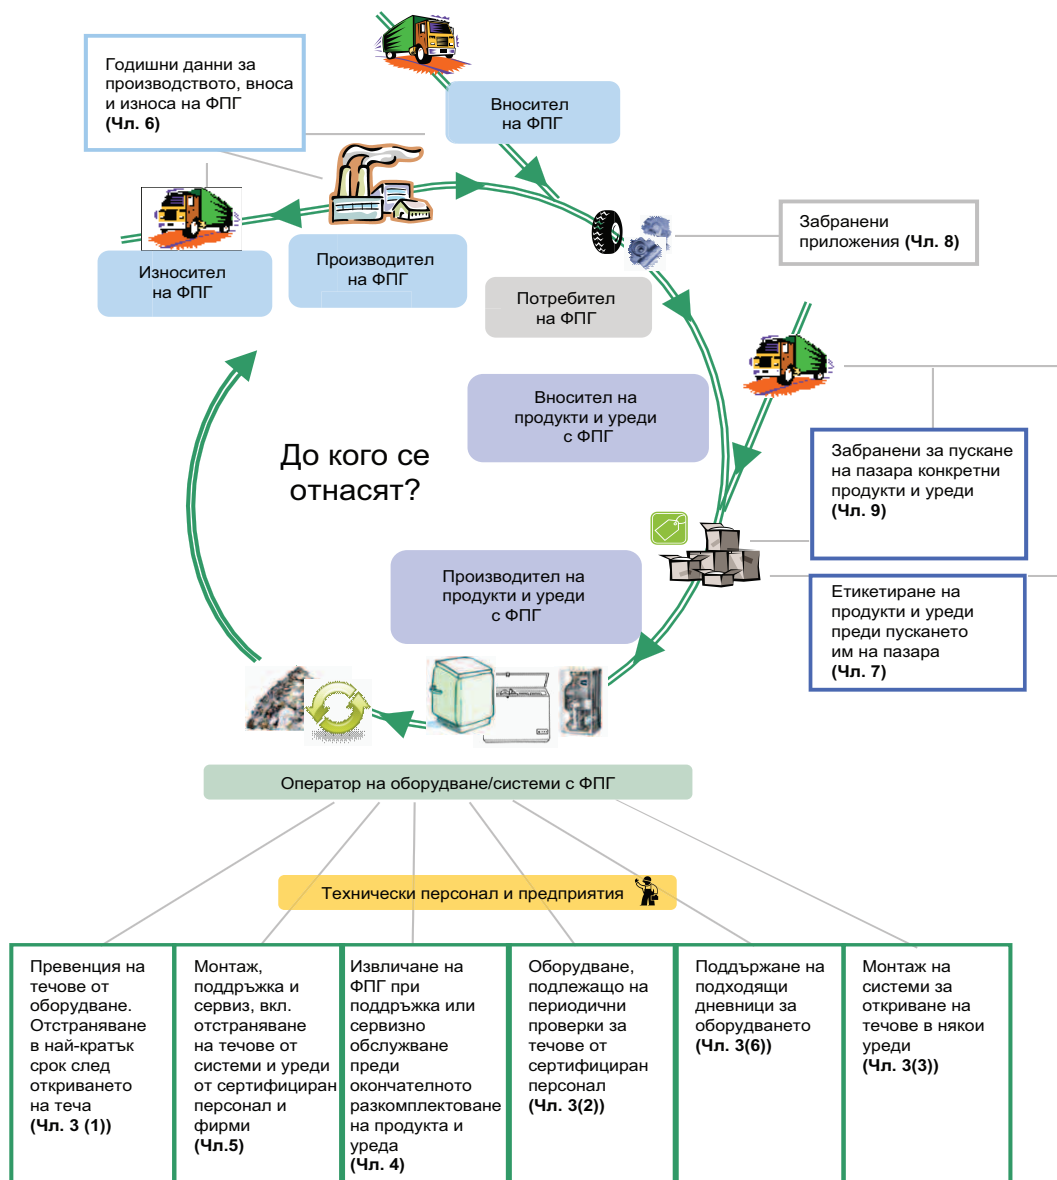 Годишни данни за
производството, вноса
и износа на ФПГ
(Чл. 6)
Вносител
на ФПГ
Износител
на ФПГ
Производител
на ФПГ
Забранени
приложения (Чл. 8)
Потребител
на ФПГ
Вносител на
продукти и уреди
с ФПГ
До кого се
отнасят?
Забранени за пускане
на пазара конкретни
продукти и уреди
(Чл. 9)
Производител на
продукти и уреди
с ФПГ
Етикетиране на
продукти и уреди
преди пускането
им на пазара
(Чл. 7)
Оператор на оборудване/системи с ФПГ
Технически персонал и предприятия
Превенция на
течове от
оборудване.
Отстраняване
в най-кратък
срок след
откриването
на теча
(Чл. 3 (1))
Монтаж,
поддръжка и
сервиз, вкл.
отстраняване
на течове от
системи и уреди
от сертифициран
персонал и
фирми
(Чл.5)
Извличане на
ФПГ при
поддръжка или
сервизно
обслужване
преди
окончателното
разкомплектоване
на продукта и
уреда
(Чл. 4)
Оборудване,
подлежащо на
периодични
проверки за
течове от
сертифициран
персонал
(Чл. 3(2))
Поддържане на
подходящи
дневници за
оборудването
(Чл. 3(6))
Монтаж на
системи за
откриване на
течове в някои
уреди
(Чл. 3(3))